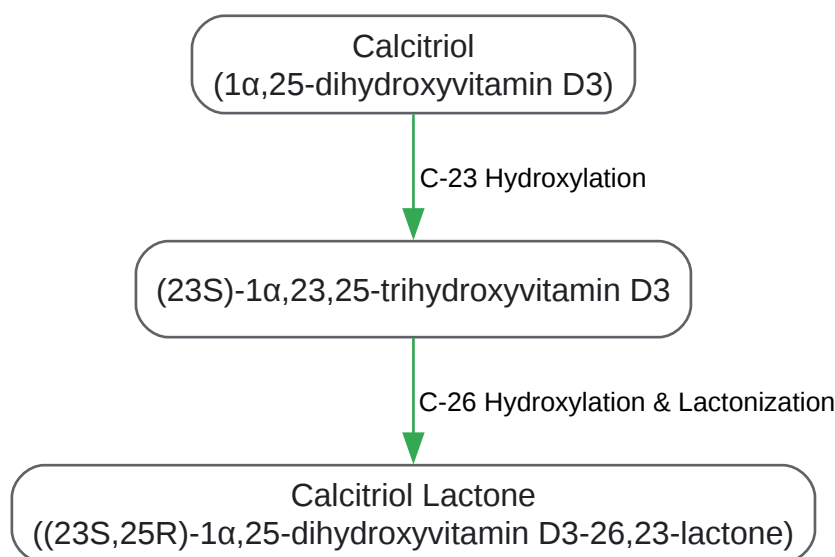 Calcitriol
(1α,25-dihydroxyvitamin D3)
C-23 Hydroxylation
(23S)-1α,23,25-trihydroxyvitamin D3
C-26 Hydroxylation & Lactonization
Calcitriol Lactone
((23S,25R)-1α,25-dihydroxyvitamin D3-26,23-lactone)